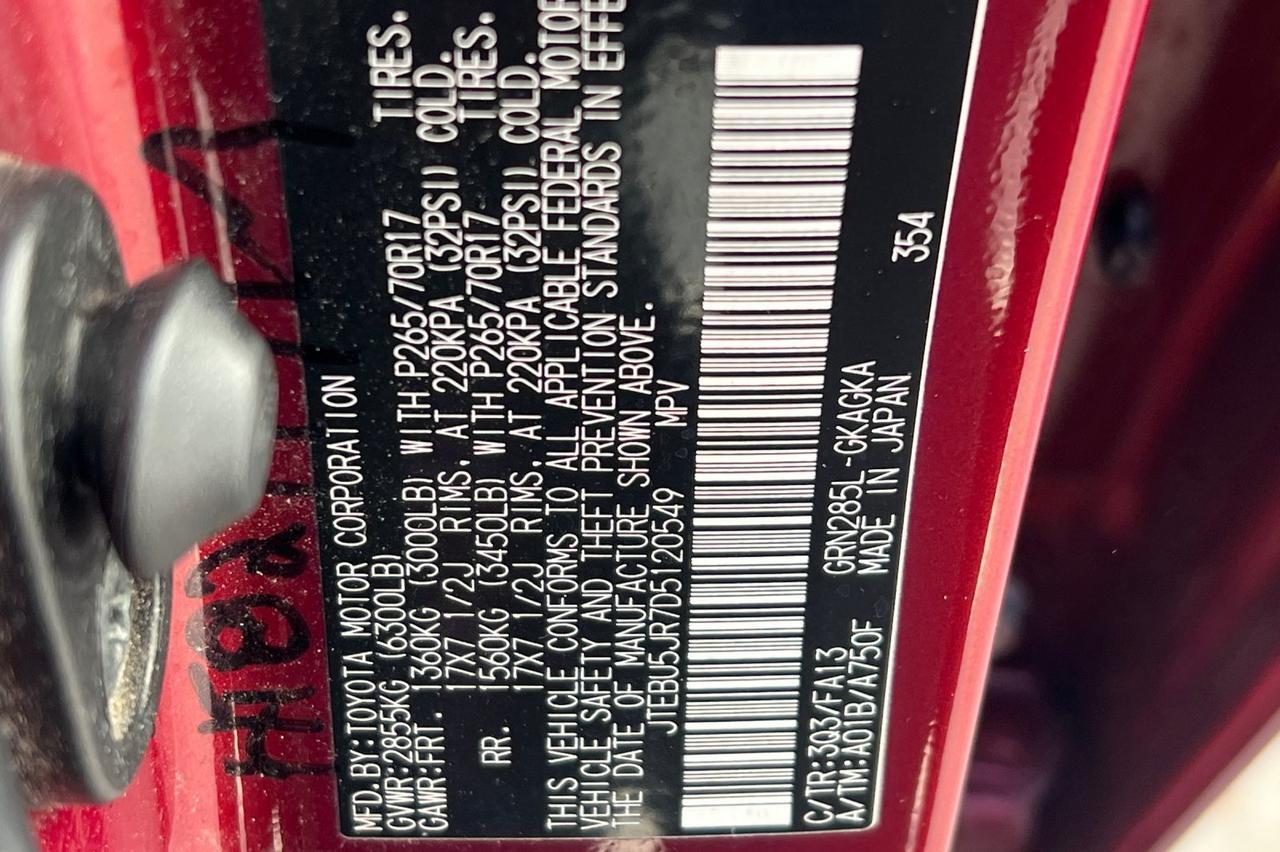 MFD.BY:TOYOTA MOTOR CORPORATION
GVWR:2855KG (6300LB)
GAWR:FRT. 1360KG (3000LB) WITH P265/70R17 TIRES.
17X7 1/2J RIMS, AT 220KPA (32PSI) COLD.
RR. 1560KG (3450LB) WITH P265/70R17 TIRES.
17X7 1/2J RIMS, AT 220KPA (32PSI) COLD.
THIS VEHICLE CONFORMS TO ALL APPLICABLE FEDERAL MOTOR
VEHICLE SAFETY AND THEFT PREVENTION STANDARDS IN EFFE
THE DATE OF MANUFACTURE SHOWN ABOVE.
JTEBU5JR7D5120549 MPV
C/TR:3Q3/FA13 GRN285L-GKAGKA 354
A/TM:A01B/A750F MADE IN JAPAN